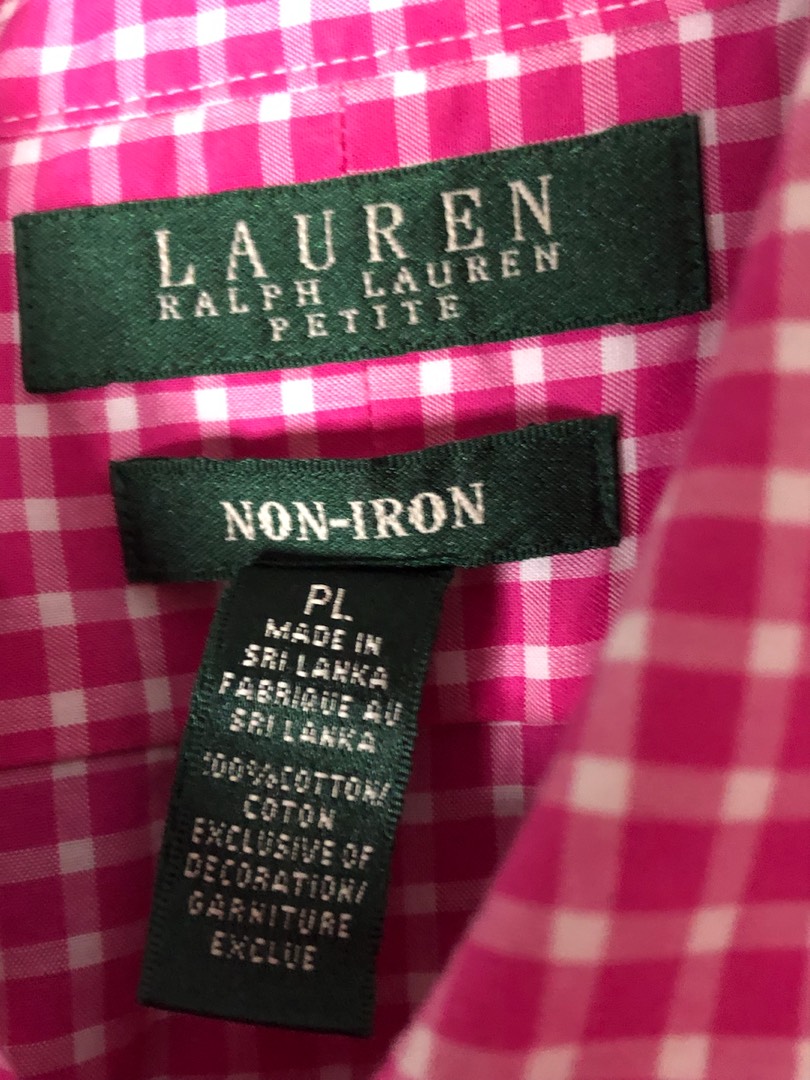 LAUREN
RALPH LAUREN
PETITE
NON-IRON
PL
MADE IN
SRI LANKA
FABRIQUE AU
SRI LANKA
100%COTTON/
COTON
EXCLUSIVE OF
DECORATION/
GARNITURE
EXCLUE